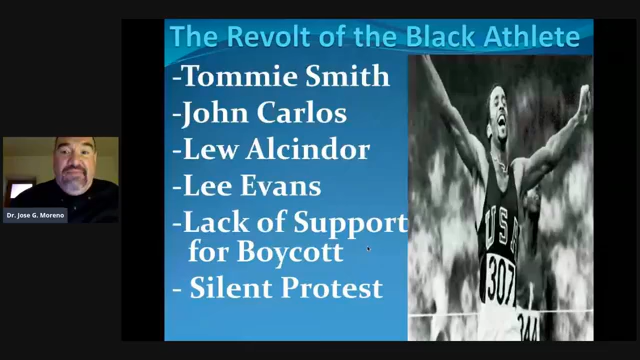 The Revolt of the Black Athlete
-Tommie Smith
-John Carlos
-Lew Alcindor
-Lee Evans
-Lack of Support
for Boycott
- Silent Protest
USA
307
344
Dr. Jose G. Moreno